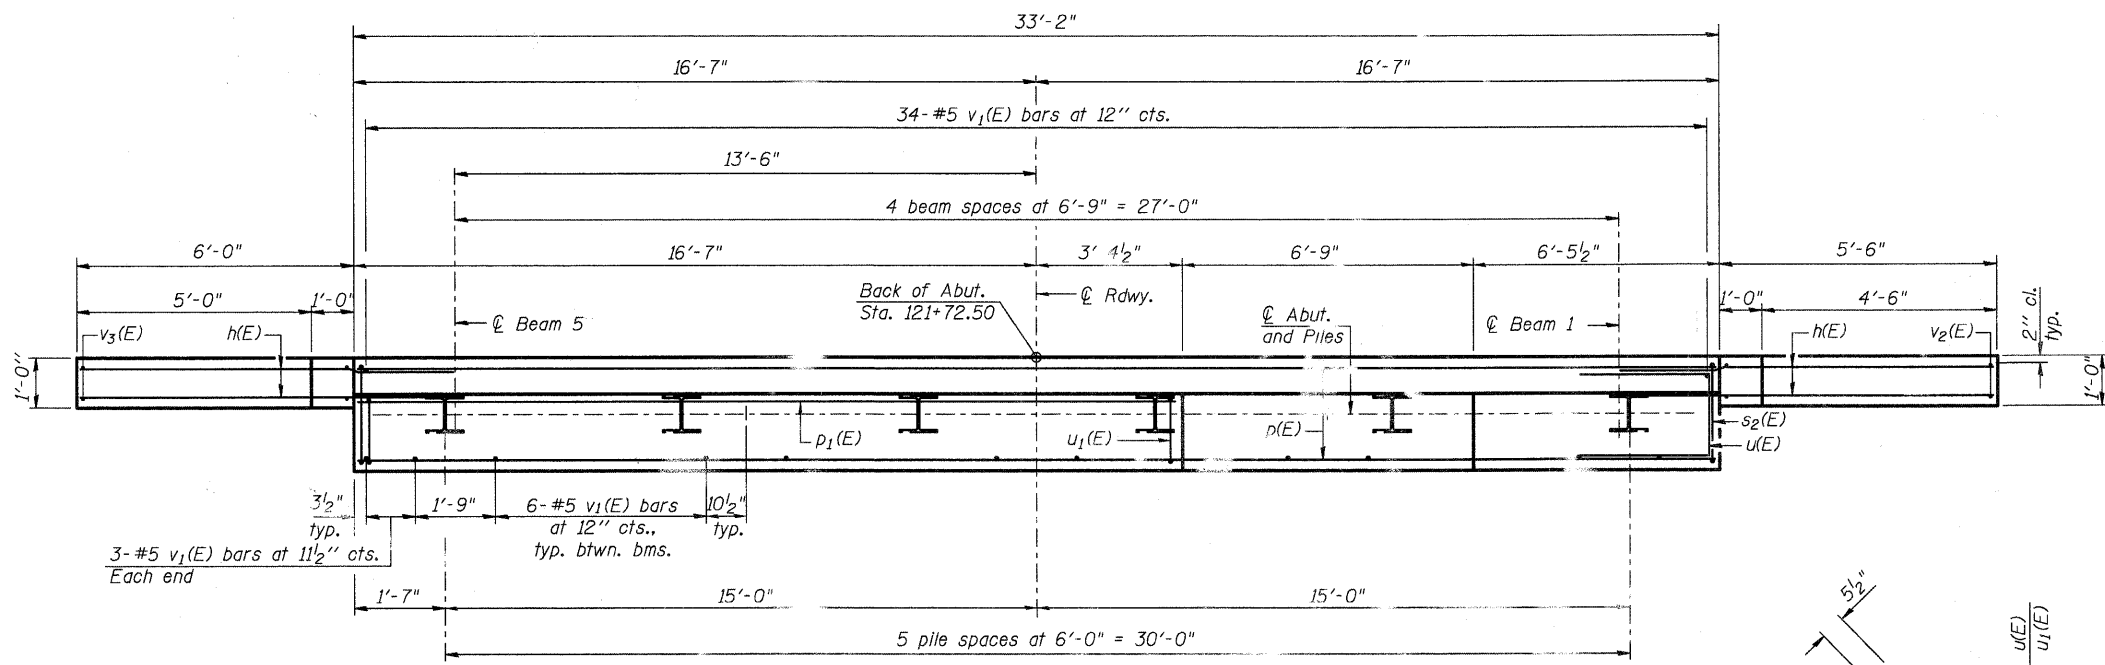 33'-2"
16'-7" 16'-7"
34-#5 v₁(E) bars at 12" cts.
13'-6"
4 beam spaces at 6'-9" = 27'-0"
6'-0" 16'-7" 3' 4½" 6'-9" 6'-5½" 5'-6"
5'-0" 1'-0" 1'-0" 4'-6"
Back of Abut.
Sta. 121+72.50
℄ Rdwy.
℄ Abut.
and Piles
℄ Beam 5
℄ Beam 1
2" cl.
typ.
v₃(E) h(E) h(E) v₂(E)
1'-0" 1'-0"
p₁(E) u₁(E) p(E) s₂(E)
u(E)
3½"
typ.
1'-9"
6-#5 v₁(E) bars
at 12" cts.,
typ. btwn. bms.
10½"
typ.
3-#5 v₁(E) bars at 11½" cts.
Each end
1'-7" 15'-0" 15'-0"
5 pile spaces at 6'-0" = 30'-0"
5½"
u(E)
u₁(E)